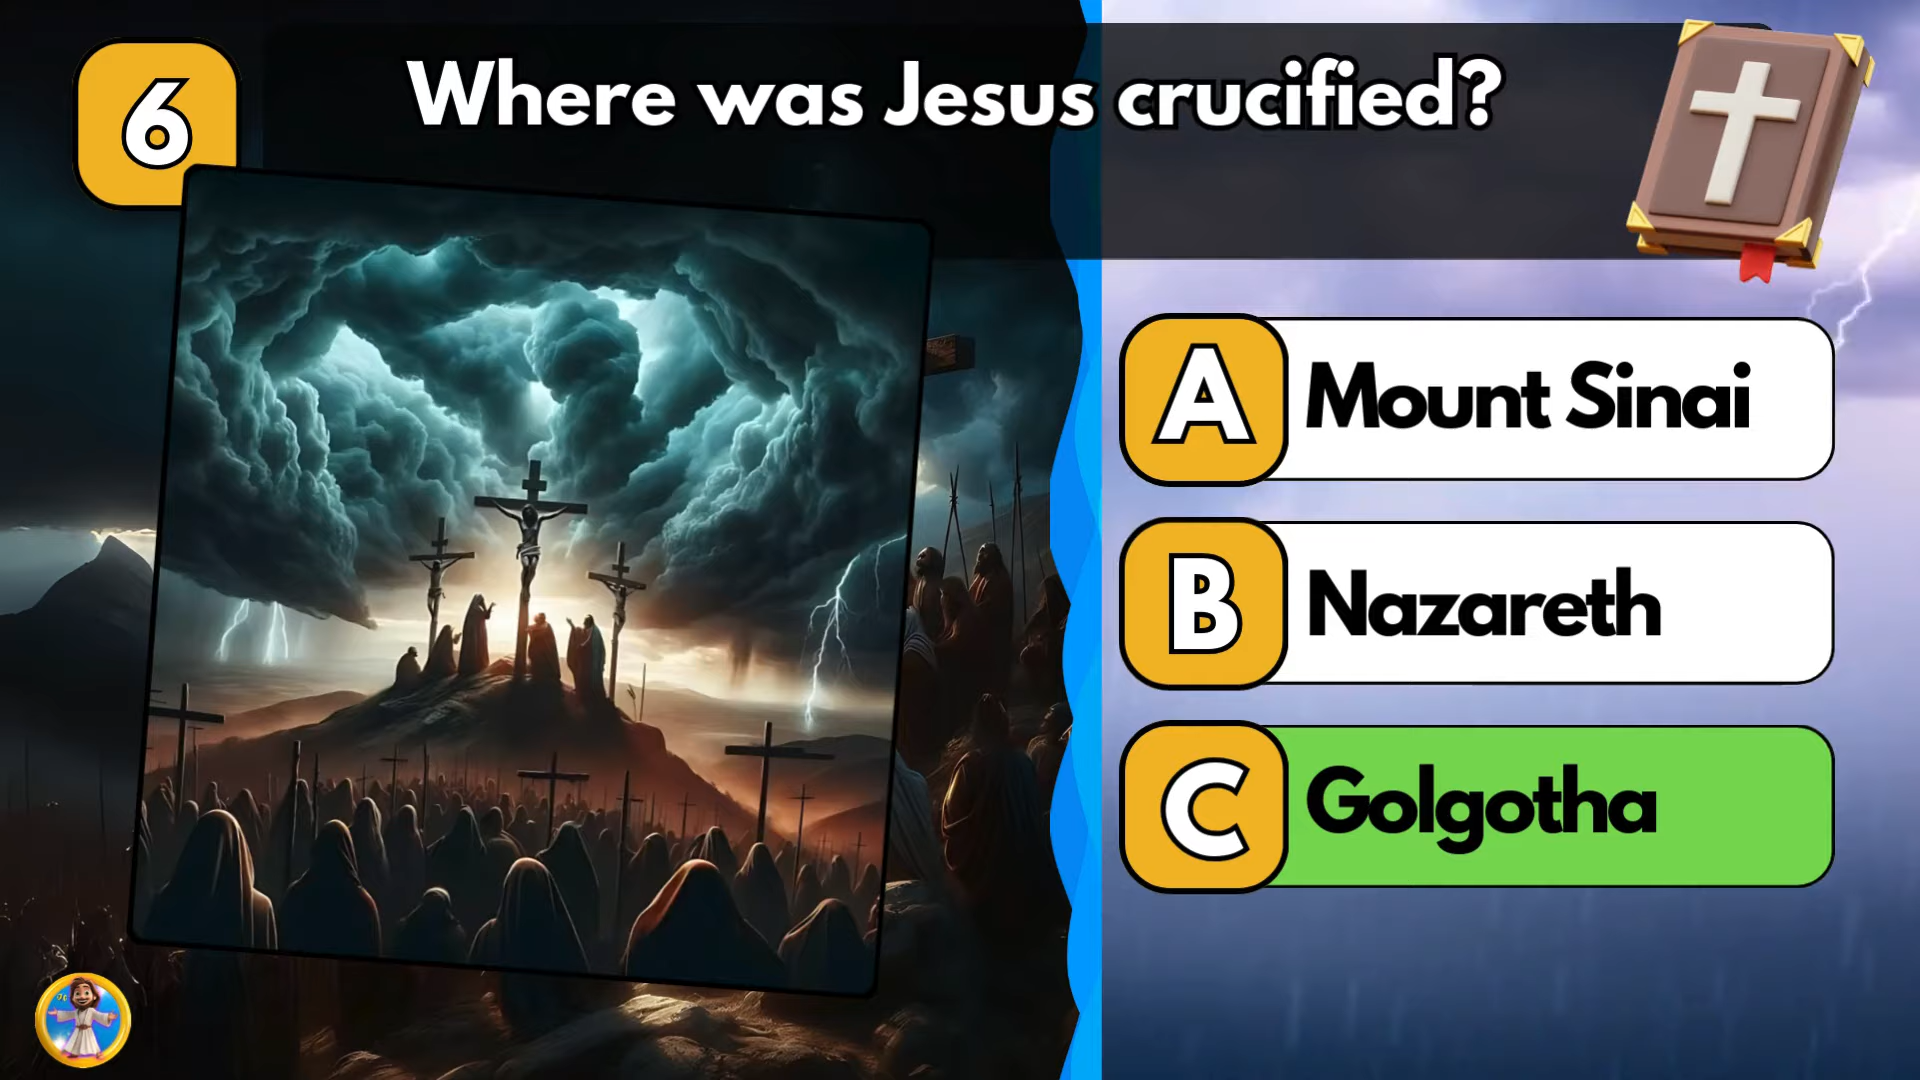 6
Where was Jesus crucified?
A
Mount Sinai
B
Nazareth
C
Golgotha